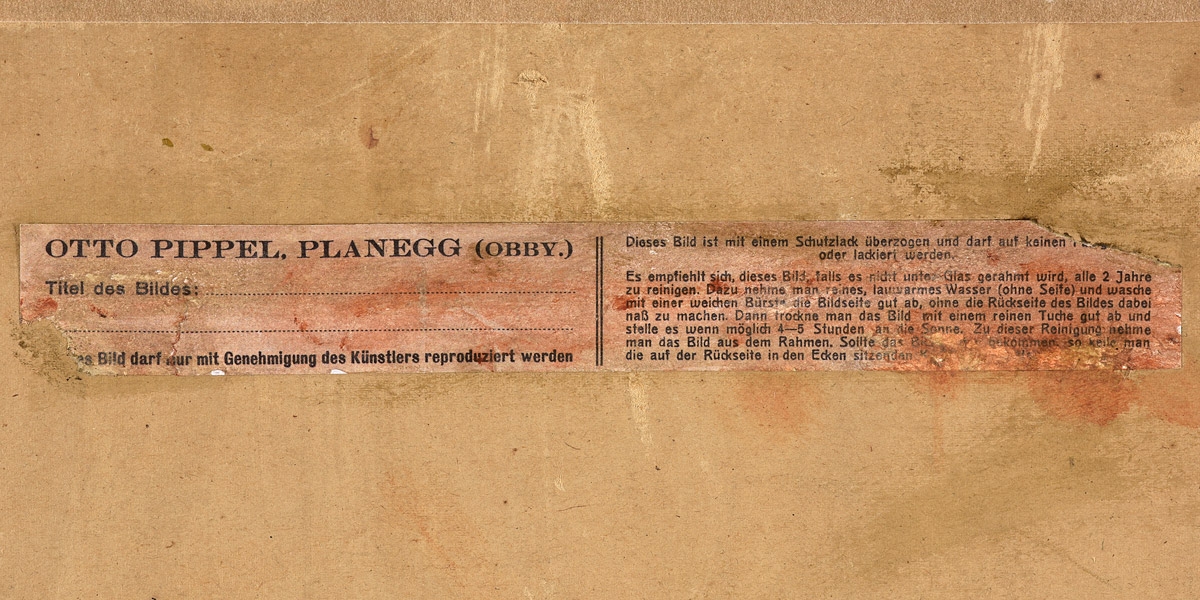 OTTO PIPPEL, PLANEGG (OBBY.)
Titel des Bildes:
Bild darf nur mit Genehmigung des Künstlers reproduziert werden
Dieses Bild ist mit einem Schutzlack überzogen und darf auf keinen
oder lackiert werden.
Es empfiehlt sich, dieses Bild, falls es nicht unter Glas gerahmt wird, alle 2 Jahre
zu reinigen. Dazu nehme man reines, lauwarmes Wasser (ohne Seife) und wasche
mit einer weichen Bürste die Bildseite gut ab, ohne die Rückseite des Bildes dabei
naß zu machen. Dann trockne man das Bild mit einem reinen Tuche gut ab und
stelle es wenn möglich 4—5 Stunden an die Sonne. Zu dieser Reinigung nehme
man das Bild aus dem Rahmen. Sollte das bekommen, so keile man
die auf der Rückseite in den Ecken sitzenden